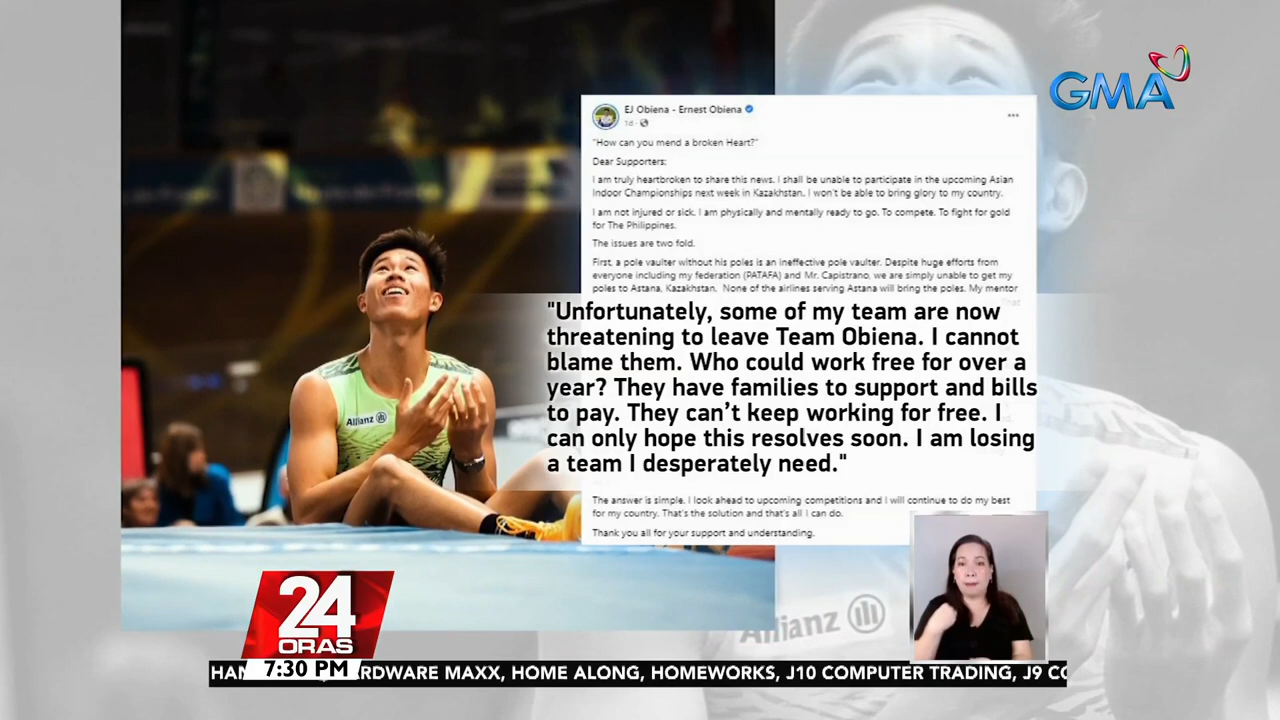 GMA
EJ Obiena - Ernest Obiena
1d
"How can you mend a broken Heart?"
Dear Supporters:
I am truly heartbroken to share this news. I shall be unable to participate in the upcoming Asian
Indoor Championships next week in Kazakhstan. I won't be able to bring glory to my country.
I am not injured or sick. I am physically and mentally ready to go. To compete. To fight for gold
for The Philippines.
The issues are two fold.
First, a pole vaulter without his poles is an ineffective pole vaulter. Despite huge efforts from
everyone including my federation (PATAFA) and Mr. Capistrano, we are simply unable to get my
poles to Astana, Kazakhstan. None of the airlines serving Astana will bring the poles. My mentor
That
"Unfortunately, some of my team are now
threatening to leave Team Obiena. I cannot
blame them. Who could work free for over a
year? They have families to support and bills
to pay. They can't keep working for free. I
can only hope this resolves soon. I am losing
a team I desperately need."
The answer is simple. I look ahead to upcoming competitions and I will continue to do my best
for my country. That's the solution and that's all I can do.
Thank you all for your support and understanding.
Allianz
Allianz
24
ORAS
7:30 PM
HAN RDWARE MAXX, HOME ALONG, HOMEWORKS, J10 COMPUTER TRADING, J9 CO